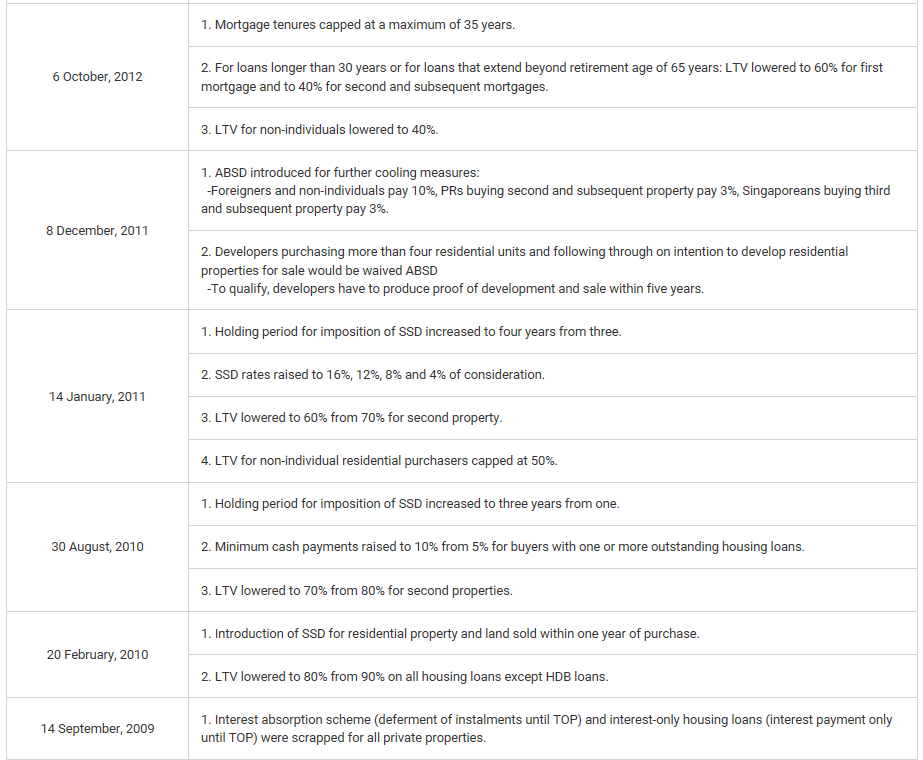 1. Mortgage tenures capped at a maximum of 35 years.
6 October, 2012
2. For loans longer than 30 years or for loans that extend beyond retirement age of 65 years: LTV lowered to 60% for first
mortgage and to 40% for second and subsequent mortgages.
3. LTV for non-individuals lowered to 40%.
8 December, 2011
1. ABSD introduced for further cooling measures:
-Foreigners and non-individuals pay 10%, PRs buying second and subsequent property pay 3%, Singaporeans buying third
and subsequent property pay 3%.
2. Developers purchasing more than four residential units and following through on intention to develop residential
properties for sale would be waived ABSD
-To qualify, developers have to produce proof of development and sale within five years.
14 January, 2011
1. Holding period for imposition of SSD increased to four years from three.
2. SSD rates raised to 16%, 12%, 8% and 4% of consideration.
3. LTV lowered to 60% from 70% for second property.
4. LTV for non-individual residential purchasers capped at 50%.
30 August, 2010
1. Holding period for imposition of SSD increased to three years from one.
2. Minimum cash payments raised to 10% from 5% for buyers with one or more outstanding housing loans.
3. LTV lowered to 70% from 80% for second properties.
20 February, 2010
1. Introduction of SSD for residential property and land sold within one year of purchase.
2. LTV lowered to 80% from 90% on all housing loans except HDB loans.
14 September, 2009
1. Interest absorption scheme (deferment of instalments until TOP) and interest-only housing loans (interest payment only
until TOP) were scrapped for all private properties.